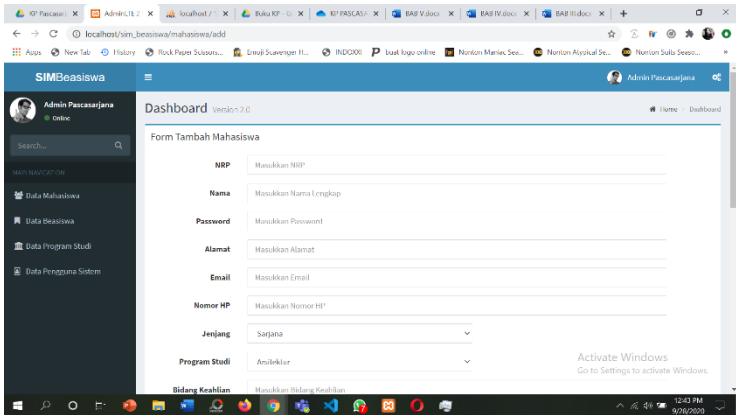 KP Pascasarj
AdminLTE 2
localhost /
Buku KP -
KP PASCASA
BAB V.docx
BAB IV.docx
BAB III.docx
localhost/sim_beasiswa/mahasiswa/add
Apps
New Tab
History
Rock Paper Scissors...
Emoji Scavenger H...
INDOXXI
buat logo online
Nonton Maniac Sea...
Nonton Atypical Se...
Nonton Suits Seaso...
SIMBeasiswa
Admin Pascasarjana
Admin Pascasarjana
Online
Dashboard Version 2.0
Home > Dashboard
Search...
Form Tambah Mahasiswa
MAIN NAVIGATION
Data Mahasiswa
Data Beasiswa
Data Program Studi
Data Pengguna Sistem
NRP Masukkan NRP
Nama Masukkan Nama Lengkap
Password Masukkan Password
Alamat Masukkan Alamat
Email Masukkan Email
Nomor HP Masukkan Nomor HP
Jenjang Sarjana
Program Studi Arsitektur
Bidang Keahlian Masukkan Bidang Keahlian
Activate Windows
Go to Settings to activate Windows.
12:43 PM
9/28/2020